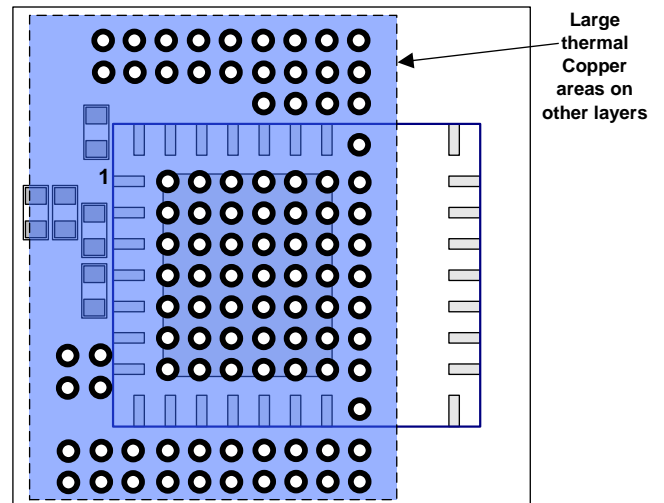 Large
thermal
Copper
areas on
other layers
1